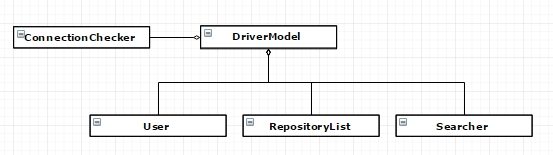 ConnectionChecker
DriverModel
User
RepositoryList
Searcher